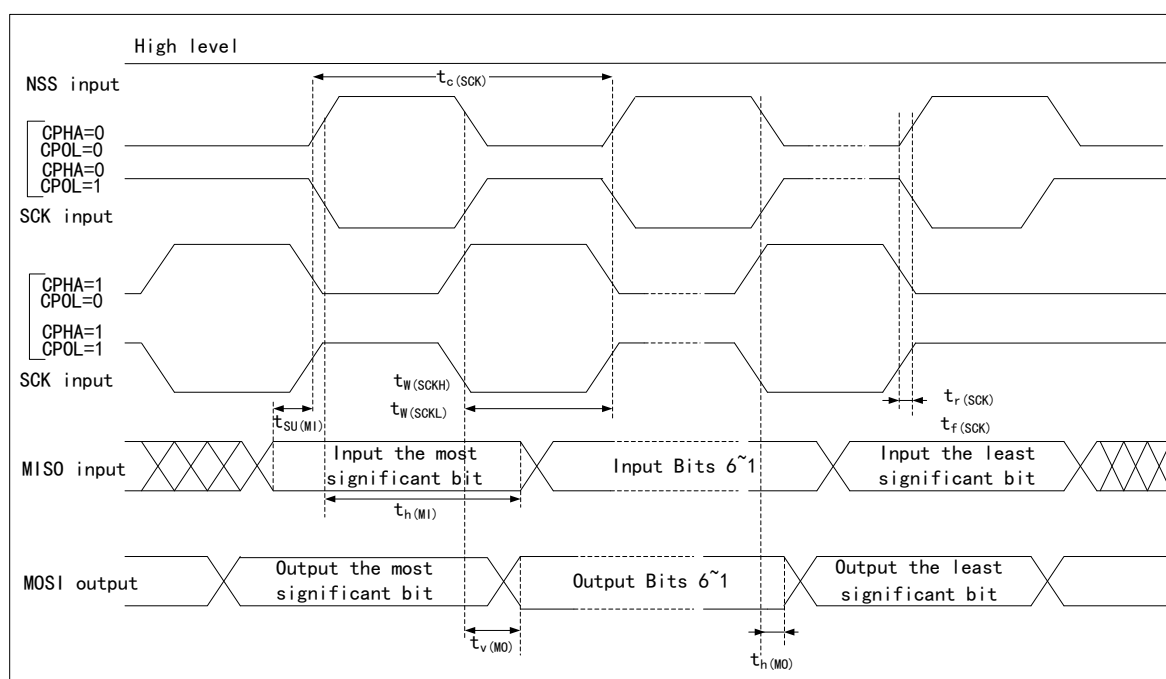 High level
NSS input
tc(SCK)
CPHA=0
CPOL=0
CPHA=0
CPOL=1
SCK input
CPHA=1
CPOL=0
CPHA=1
CPOL=1
SCK input
tW(SCKH)
tW(SCKL)
tr(SCK)
tf(SCK)
tSU(MI)
MISO input
Input the most
significant bit
Input Bits 6~1
Input the least
significant bit
th(MI)
MOSI output
Output the most
significant bit
Output Bits 6~1
Output the least
significant bit
tv(MO)
th(MO)